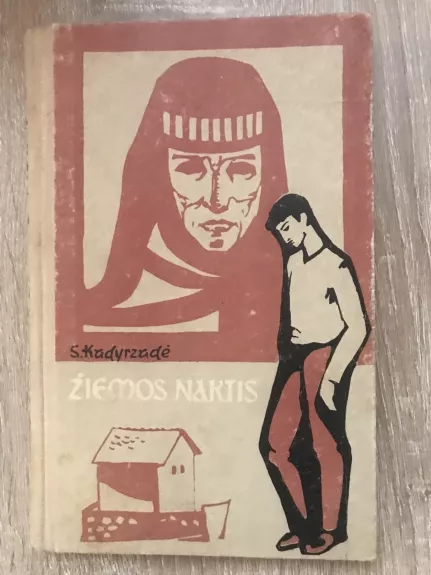 S. Kadyrzadė
ŽIEMOS NAKTIS